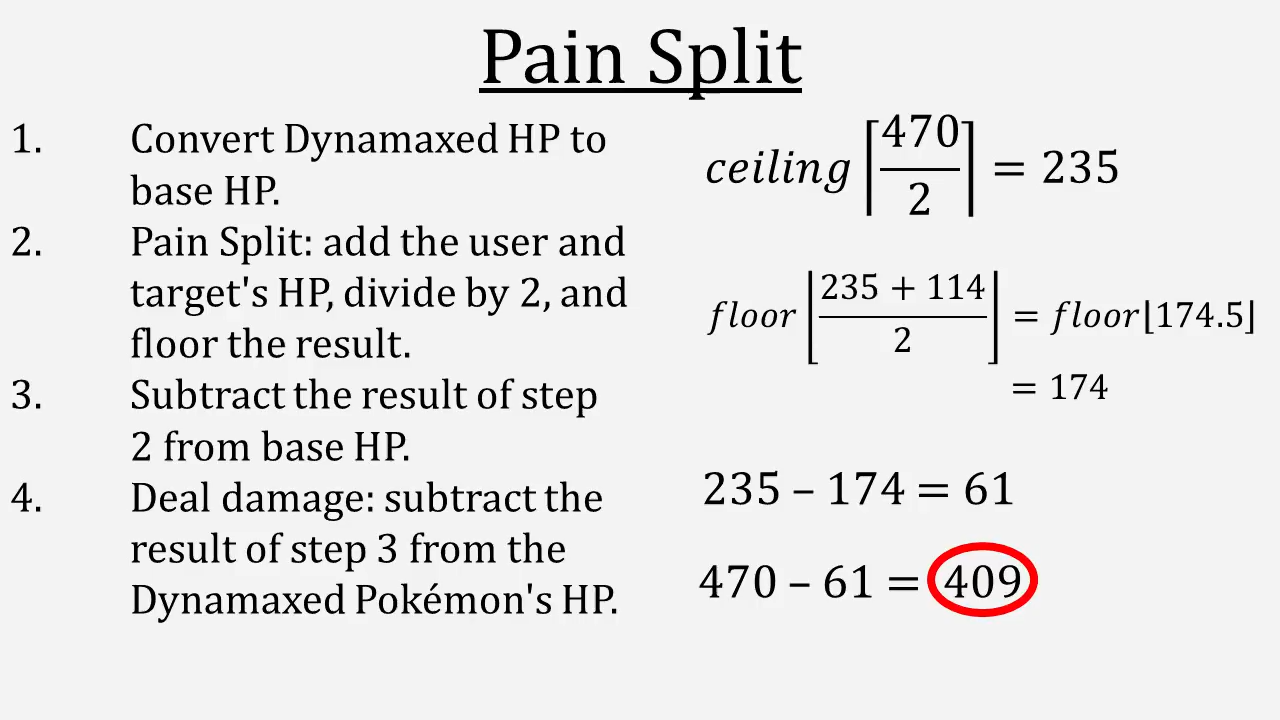 Pain Split
1. Convert Dynamaxed HP to
base HP.
2. Pain Split: add the user and
target's HP, divide by 2, and
floor the result.
3. Subtract the result of step
2 from base HP.
4. Deal damage: subtract the
result of step 3 from the
Dynamaxed Pokémon's HP.
ceiling ⌈470/2⌉ = 235
floor ⌊(235 + 114)/2⌋ = floor⌊174.5⌋
= 174
235 – 174 = 61
470 – 61 = 409